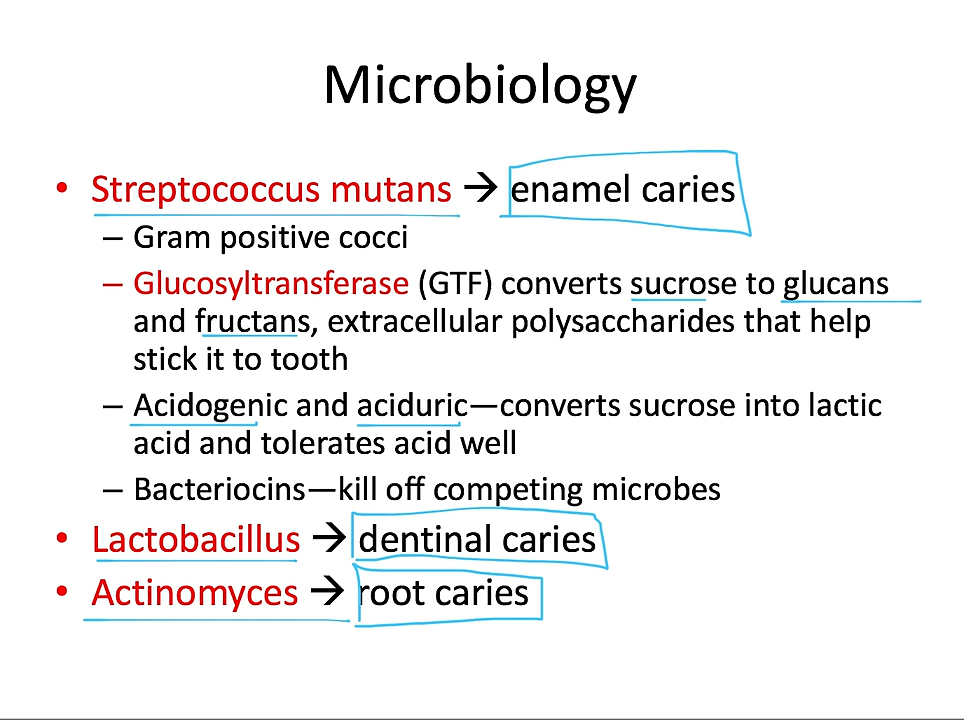 Microbiology
• Streptococcus mutans → enamel caries
– Gram positive cocci
– Glucosyltransferase (GTF) converts sucrose to glucans
and fructans, extracellular polysaccharides that help
stick it to tooth
– Acidogenic and aciduric—converts sucrose into lactic
acid and tolerates acid well
– Bacteriocins—kill off competing microbes
• Lactobacillus → dentinal caries
• Actinomyces → root caries